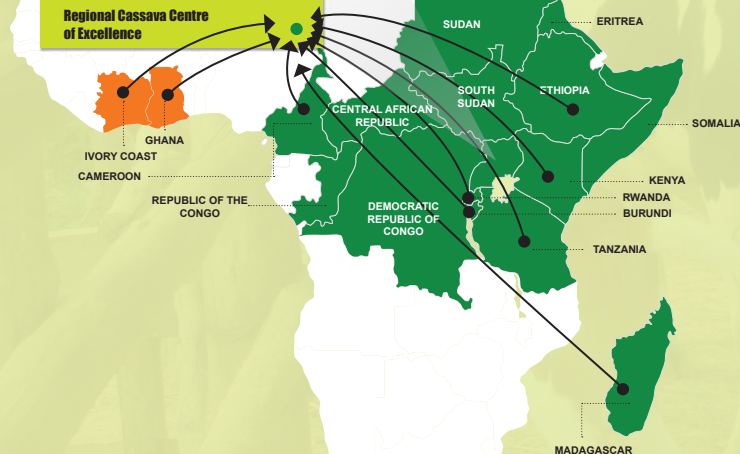 Regional Cassava Centre
of Excellence
SUDAN
ERITREA
SOUTH
SUDAN
ETHIOPIA
CENTRAL AFRICAN
REPUBLIC
SOMALIA
GHANA
IVORY COAST
CAMEROON
KENYA
REPUBLIC OF THE
CONGO
RWANDA
DEMOCRATIC
REPUBLIC OF
CONGO
BURUNDI
TANZANIA
MADAGASCAR